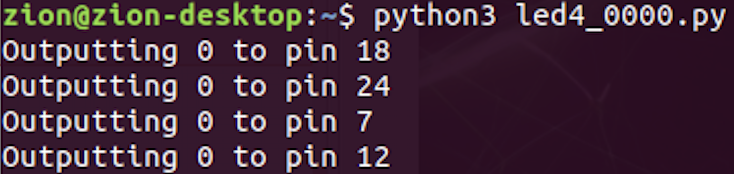 zion@zion-desktop:~$ python3 led4_0000.py
Outputting 0 to pin 18
Outputting 0 to pin 24
Outputting 0 to pin 7
Outputting 0 to pin 12